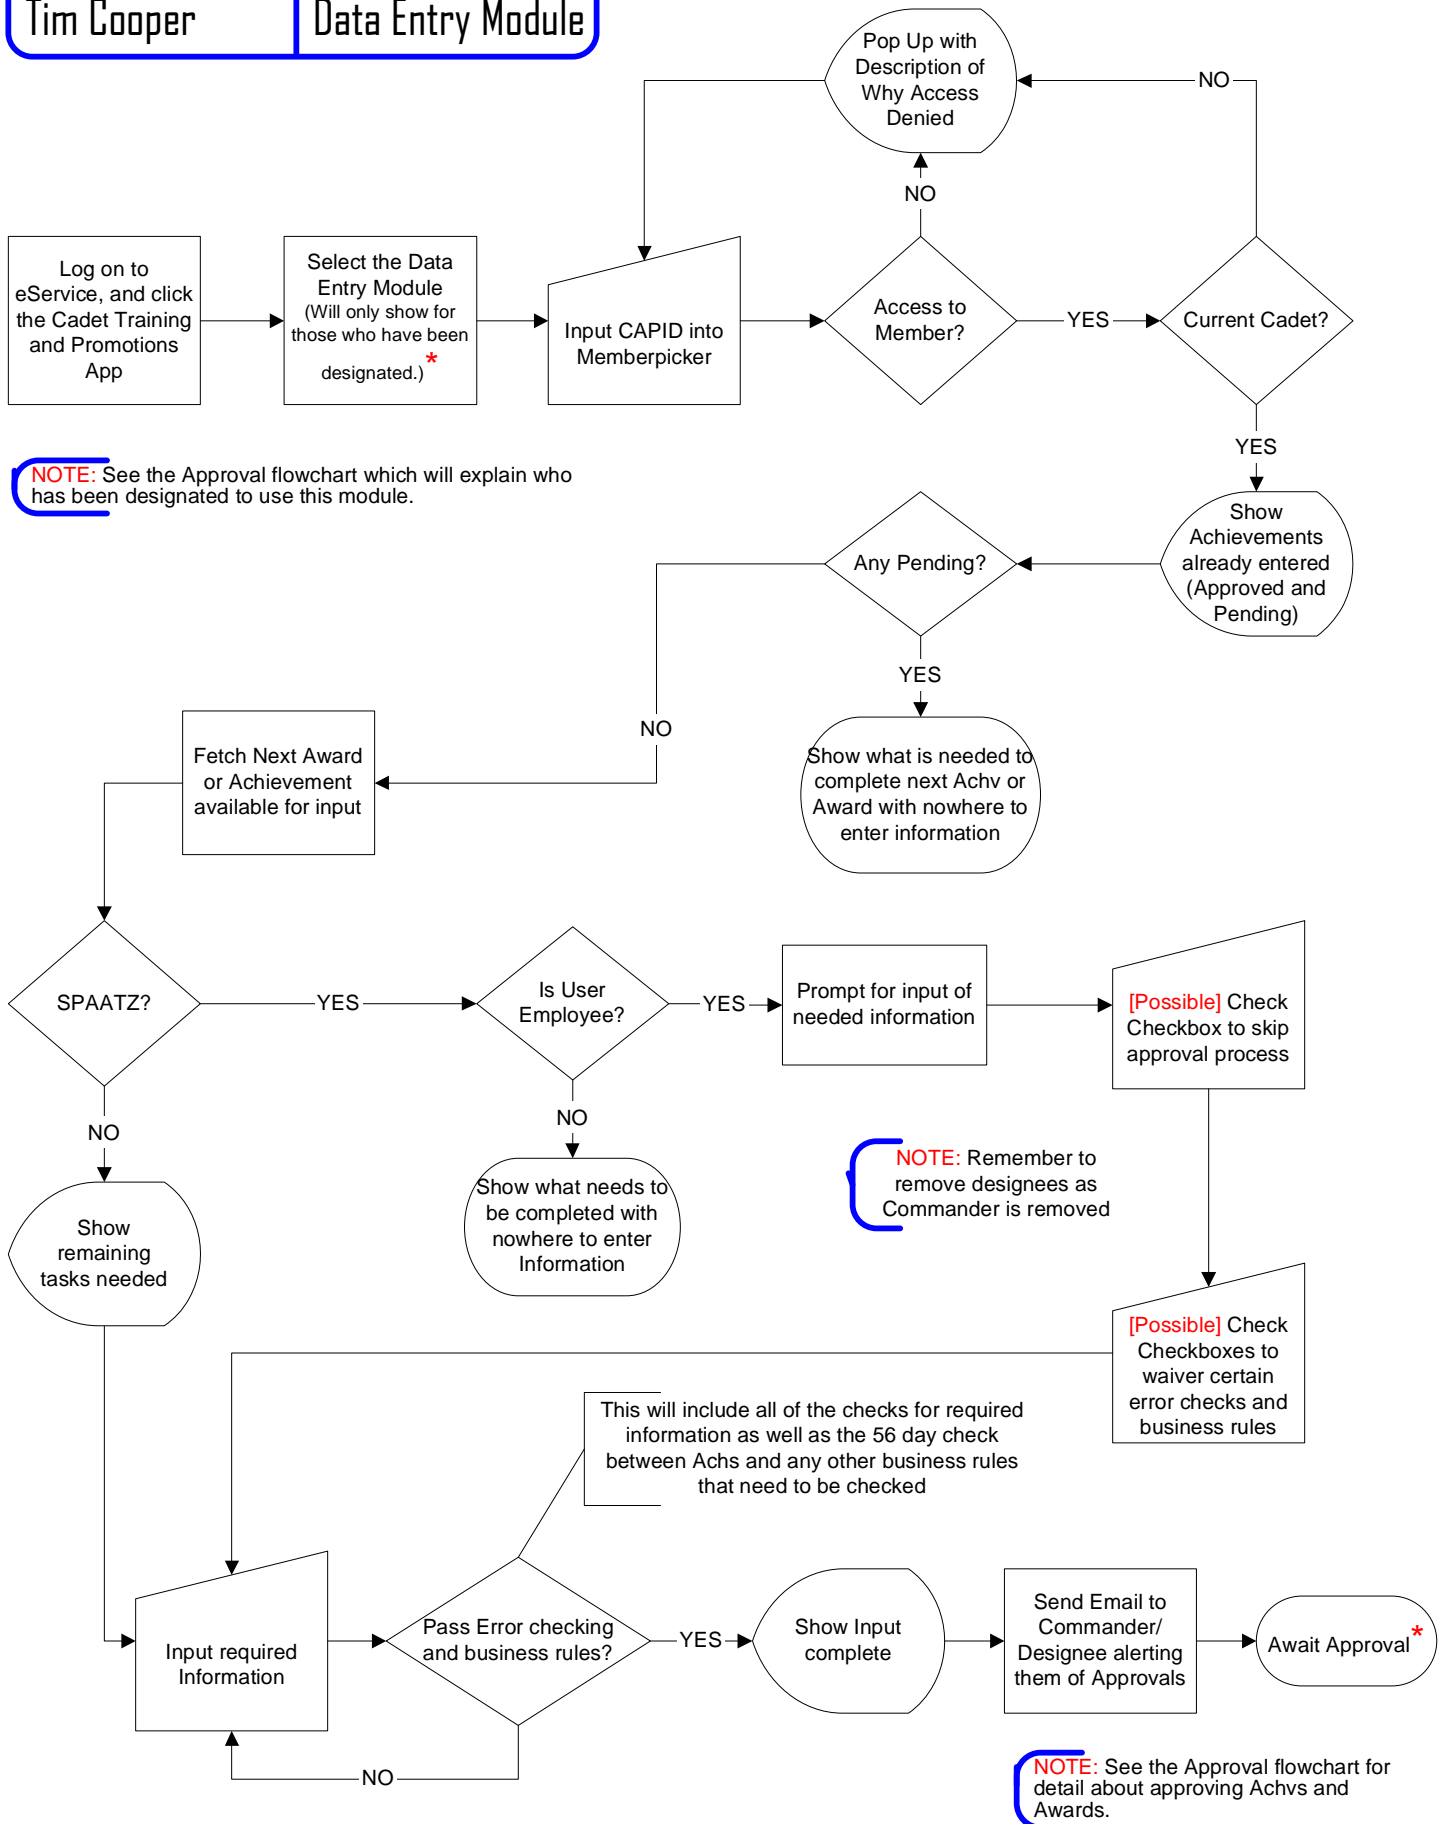 Tim Cooper
Data Entry Module
Pop Up with
Description of
Why Access
Denied
NO
NO
Log on to
eService, and click
the Cadet Training
and Promotions
App
Select the Data
Entry Module
(Will only show for
those who have been
designated.)*
Input CAPID into
Memberpicker
Access to
Member?
YES
Current Cadet?
YES
NOTE: See the Approval flowchart which will explain who
has been designated to use this module.
Show
Achievements
already entered
(Approved and
Pending)
Any Pending?
YES
NO
Fetch Next Award
or Achievement
available for input
Show what is needed to
complete next Achv or
Award with nowhere to
enter information
SPAATZ?
YES
Is User
Employee?
YES
Prompt for input of
needed information
[Possible] Check
Checkbox to skip
approval process
NO
NO
NOTE: Remember to
remove designees as
Commander is removed
Show
remaining
tasks needed
Show what needs to
be completed with
nowhere to enter
Information
[Possible] Check
Checkboxes to
waiver certain
error checks and
business rules
This will include all of the checks for required
information as well as the 56 day check
between Achs and any other business rules
that need to be checked
Input required
Information
Pass Error checking
and business rules?
YES
Show Input
complete
Send Email to
Commander/
Designee alerting
them of Approvals
Await Approval*
NO
NOTE: See the Approval flowchart for
detail about approving Achvs and
Awards.